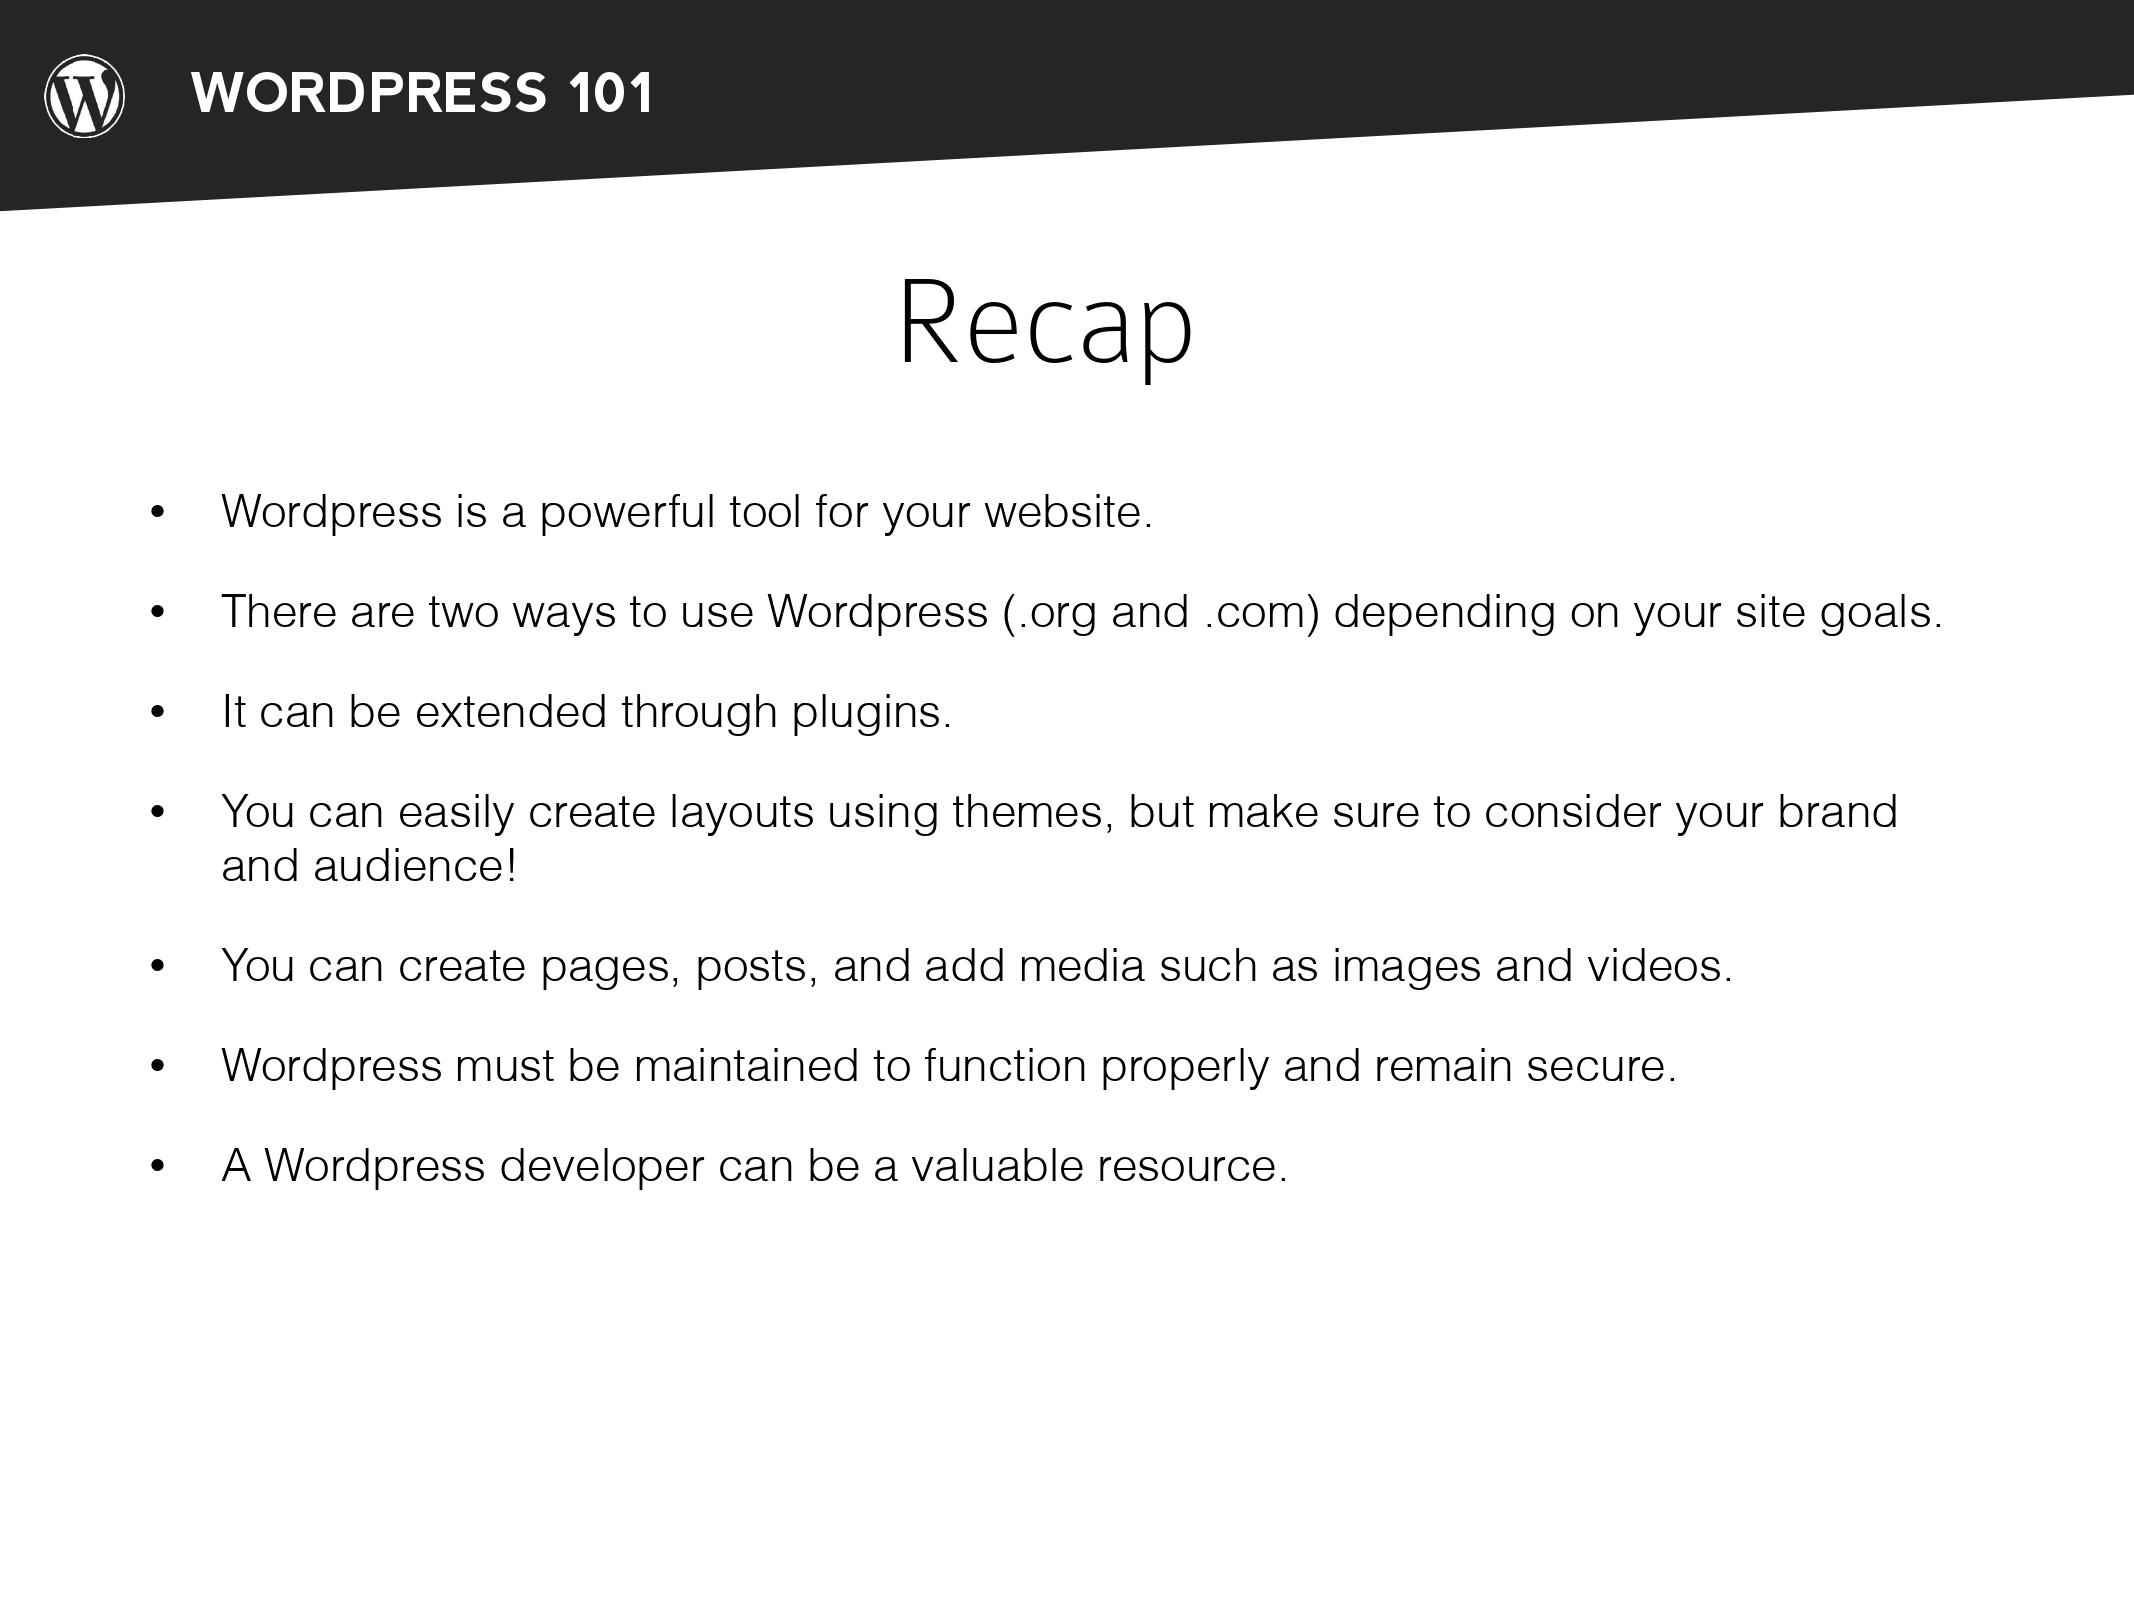 WORDPRESS 101
Recap
• Wordpress is a powerful tool for your website.
• There are two ways to use Wordpress (.org and .com) depending on your site goals.
• It can be extended through plugins.
• You can easily create layouts using themes, but make sure to consider your brand
and audience!
• You can create pages, posts, and add media such as images and videos.
• Wordpress must be maintained to function properly and remain secure.
• A Wordpress developer can be a valuable resource.